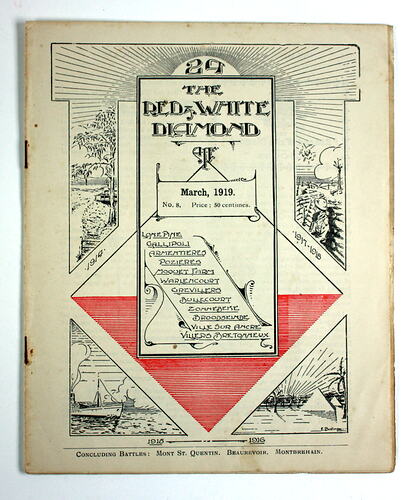 24
THE
RED & WHITE
DIAMOND
March, 1919.
No. 8, Price: 50 centimes.
LONE PINE
GALLIPOLI
ARMENTIERES
POZIERES
MOQUET FARM
WARLENCOURT
GREVILLERS
BULLECOURT
ZONNEBEKE
BROODSEINDE
VILLE SUR ANCRE
VILLERS BRETONNEUX
1914
1917-1918
1915
1916
CONCLUDING BATTLES: MONT ST. QUENTIN. BEAUREVOIR. MONTBREHAIN.